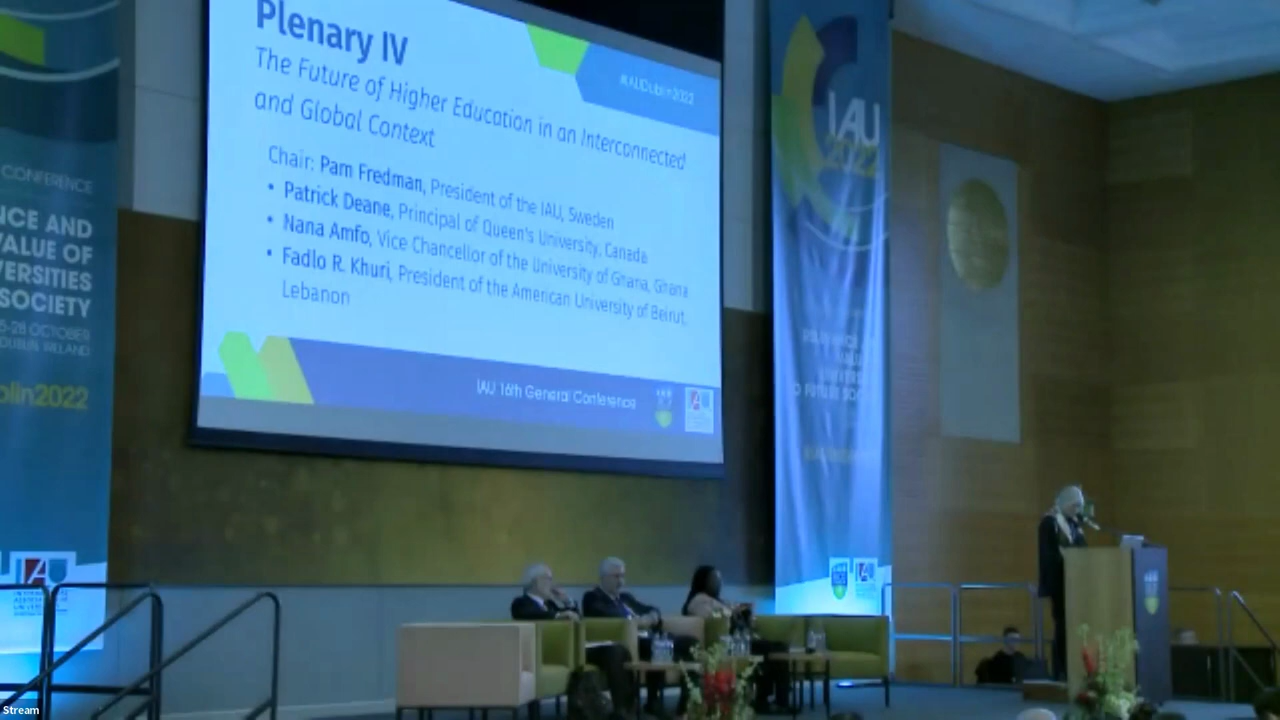 Plenary IV
The Future of Higher Education in an Interconnected
and Global Context
#IAUDublin2022
Chair: Pam Fredman, President of the IAU, Sweden
• Patrick Deane, Principal of Queen's University, Canada
• Nana Amfo, Vice Chancellor of the University of Ghana, Ghana
• Fadlo R. Khuri, President of the American University of Beirut,
Lebanon
IAU 16th General Conference
CONFERENCE
NCE AND
VALUE OF
VERSITIES
SOCIETY
5-28 OCTOBER
DUBLIN, IRELAND
blin2022
IAU
2022
Stream